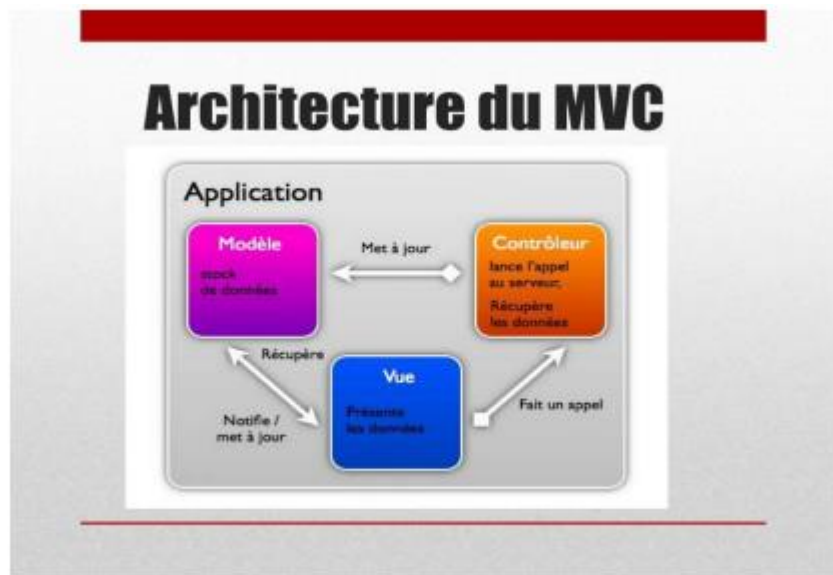 Architecture du MVC
Application
Modèle
stock
de données
Met à jour
Contrôleur
lance l'appel
au serveur,
Récupère
les données
Récupère
Notifie /
met à jour
Vue
Présente
les données
Fait un appel